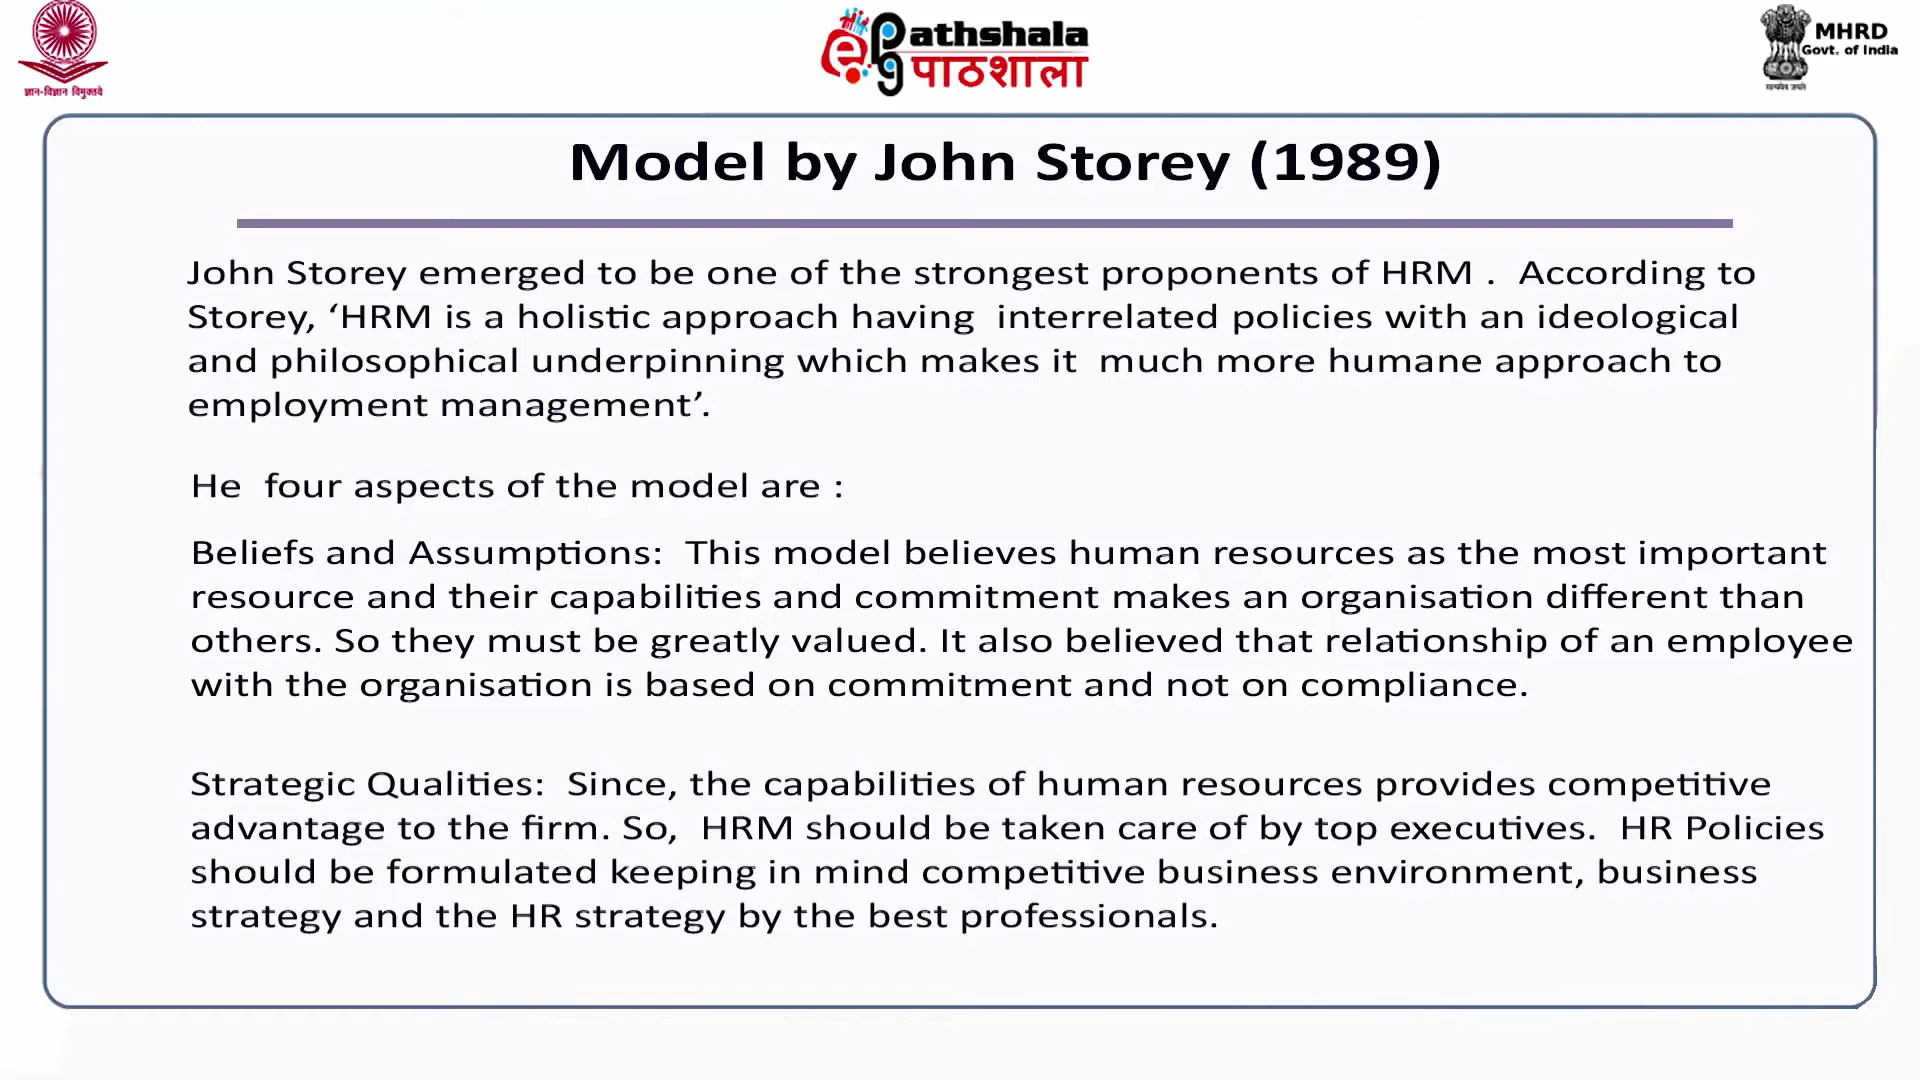 ज्ञान-विज्ञान विमुक्तये
ePathshala
पाठशाला
MHRD
Govt. of India
सत्यमेव जयते
Model by John Storey (1989)
John Storey emerged to be one of the strongest proponents of HRM .  According to
Storey, ‘HRM is a holistic approach having  interrelated policies with an ideological
and philosophical underpinning which makes it  much more humane approach to
employment management’.
He  four aspects of the model are :
Beliefs and Assumptions:  This model believes human resources as the most important
resource and their capabilities and commitment makes an organisation different than
others. So they must be greatly valued. It also believed that relationship of an employee
with the organisation is based on commitment and not on compliance.
Strategic Qualities:  Since, the capabilities of human resources provides competitive
advantage to the firm. So,  HRM should be taken care of by top executives.  HR Policies
should be formulated keeping in mind competitive business environment, business
strategy and the HR strategy by the best professionals.